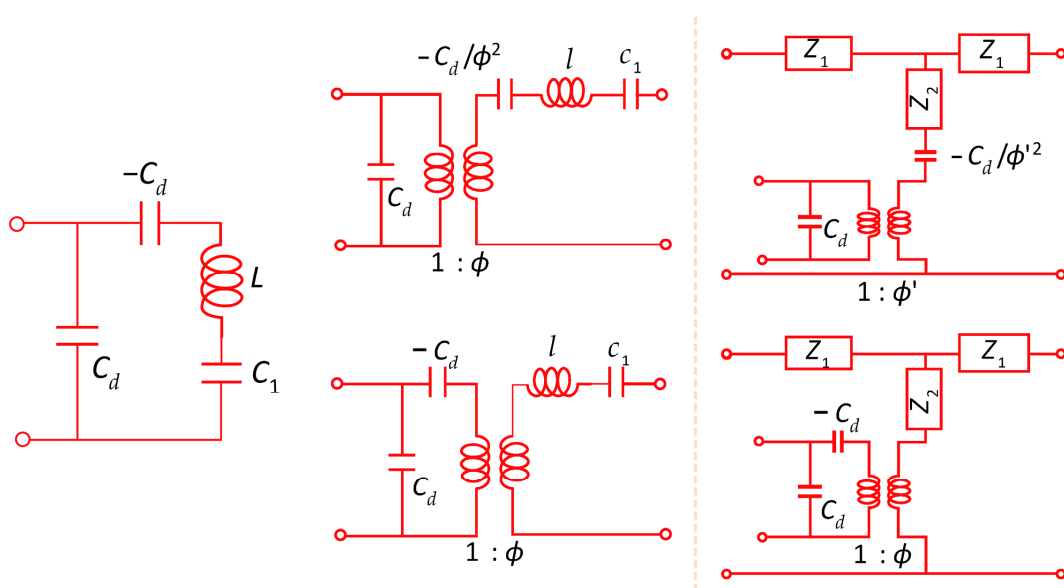 −C_d
L
C_d
C_1
−C_d/ϕ²
l
c_1
C_d
1 : ϕ
−C_d
l
c_1
C_d
1 : ϕ
Z_1
Z_1
Z_2
−C_d/ϕ'²
C_d
1 : ϕ'
Z_1
Z_1
Z_2
−C_d
C_d
1 : ϕ